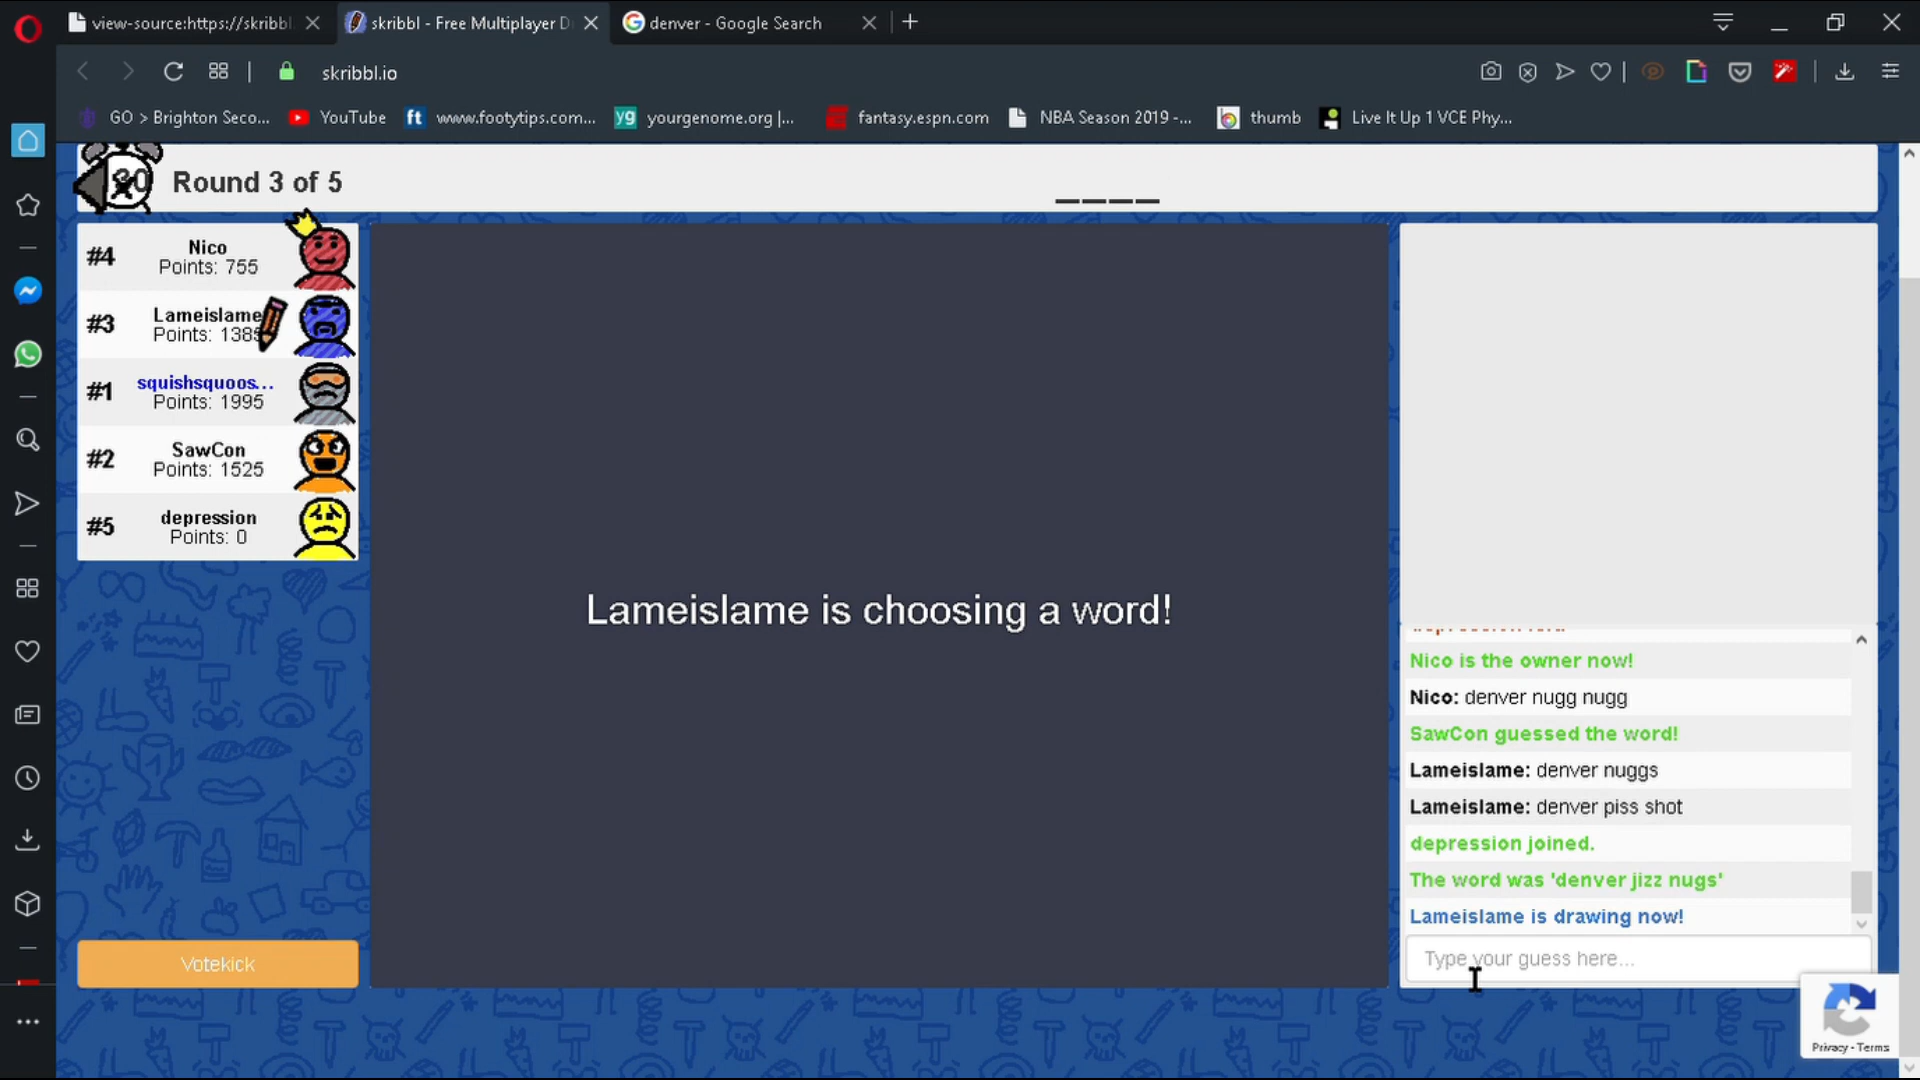 view-source:https://skribbl
skribbl - Free Multiplayer D
denver - Google Search
skribbl.io
GO > Brighton Seco...
YouTube
www.footytips.com...
yourgenome.org |...
fantasy.espn.com
NBA Season 2019 -...
thumb
Live It Up 1 VCE Phy...
Round 3 of 5
____
#4
Nico
Points: 755
#3
Lameislame
Points: 1385
#1
squishsquoos...
Points: 1995
#2
SawCon
Points: 1525
#5
depression
Points: 0
Votekick
Lameislame is choosing a word!
Nico is the owner now!
Nico: denver nugg nugg
SawCon guessed the word!
Lameislame: denver nuggs
Lameislame: denver piss shot
depression joined.
The word was 'denver jizz nugs'
Lameislame is drawing now!
Type your guess here...
Privacy - Terms